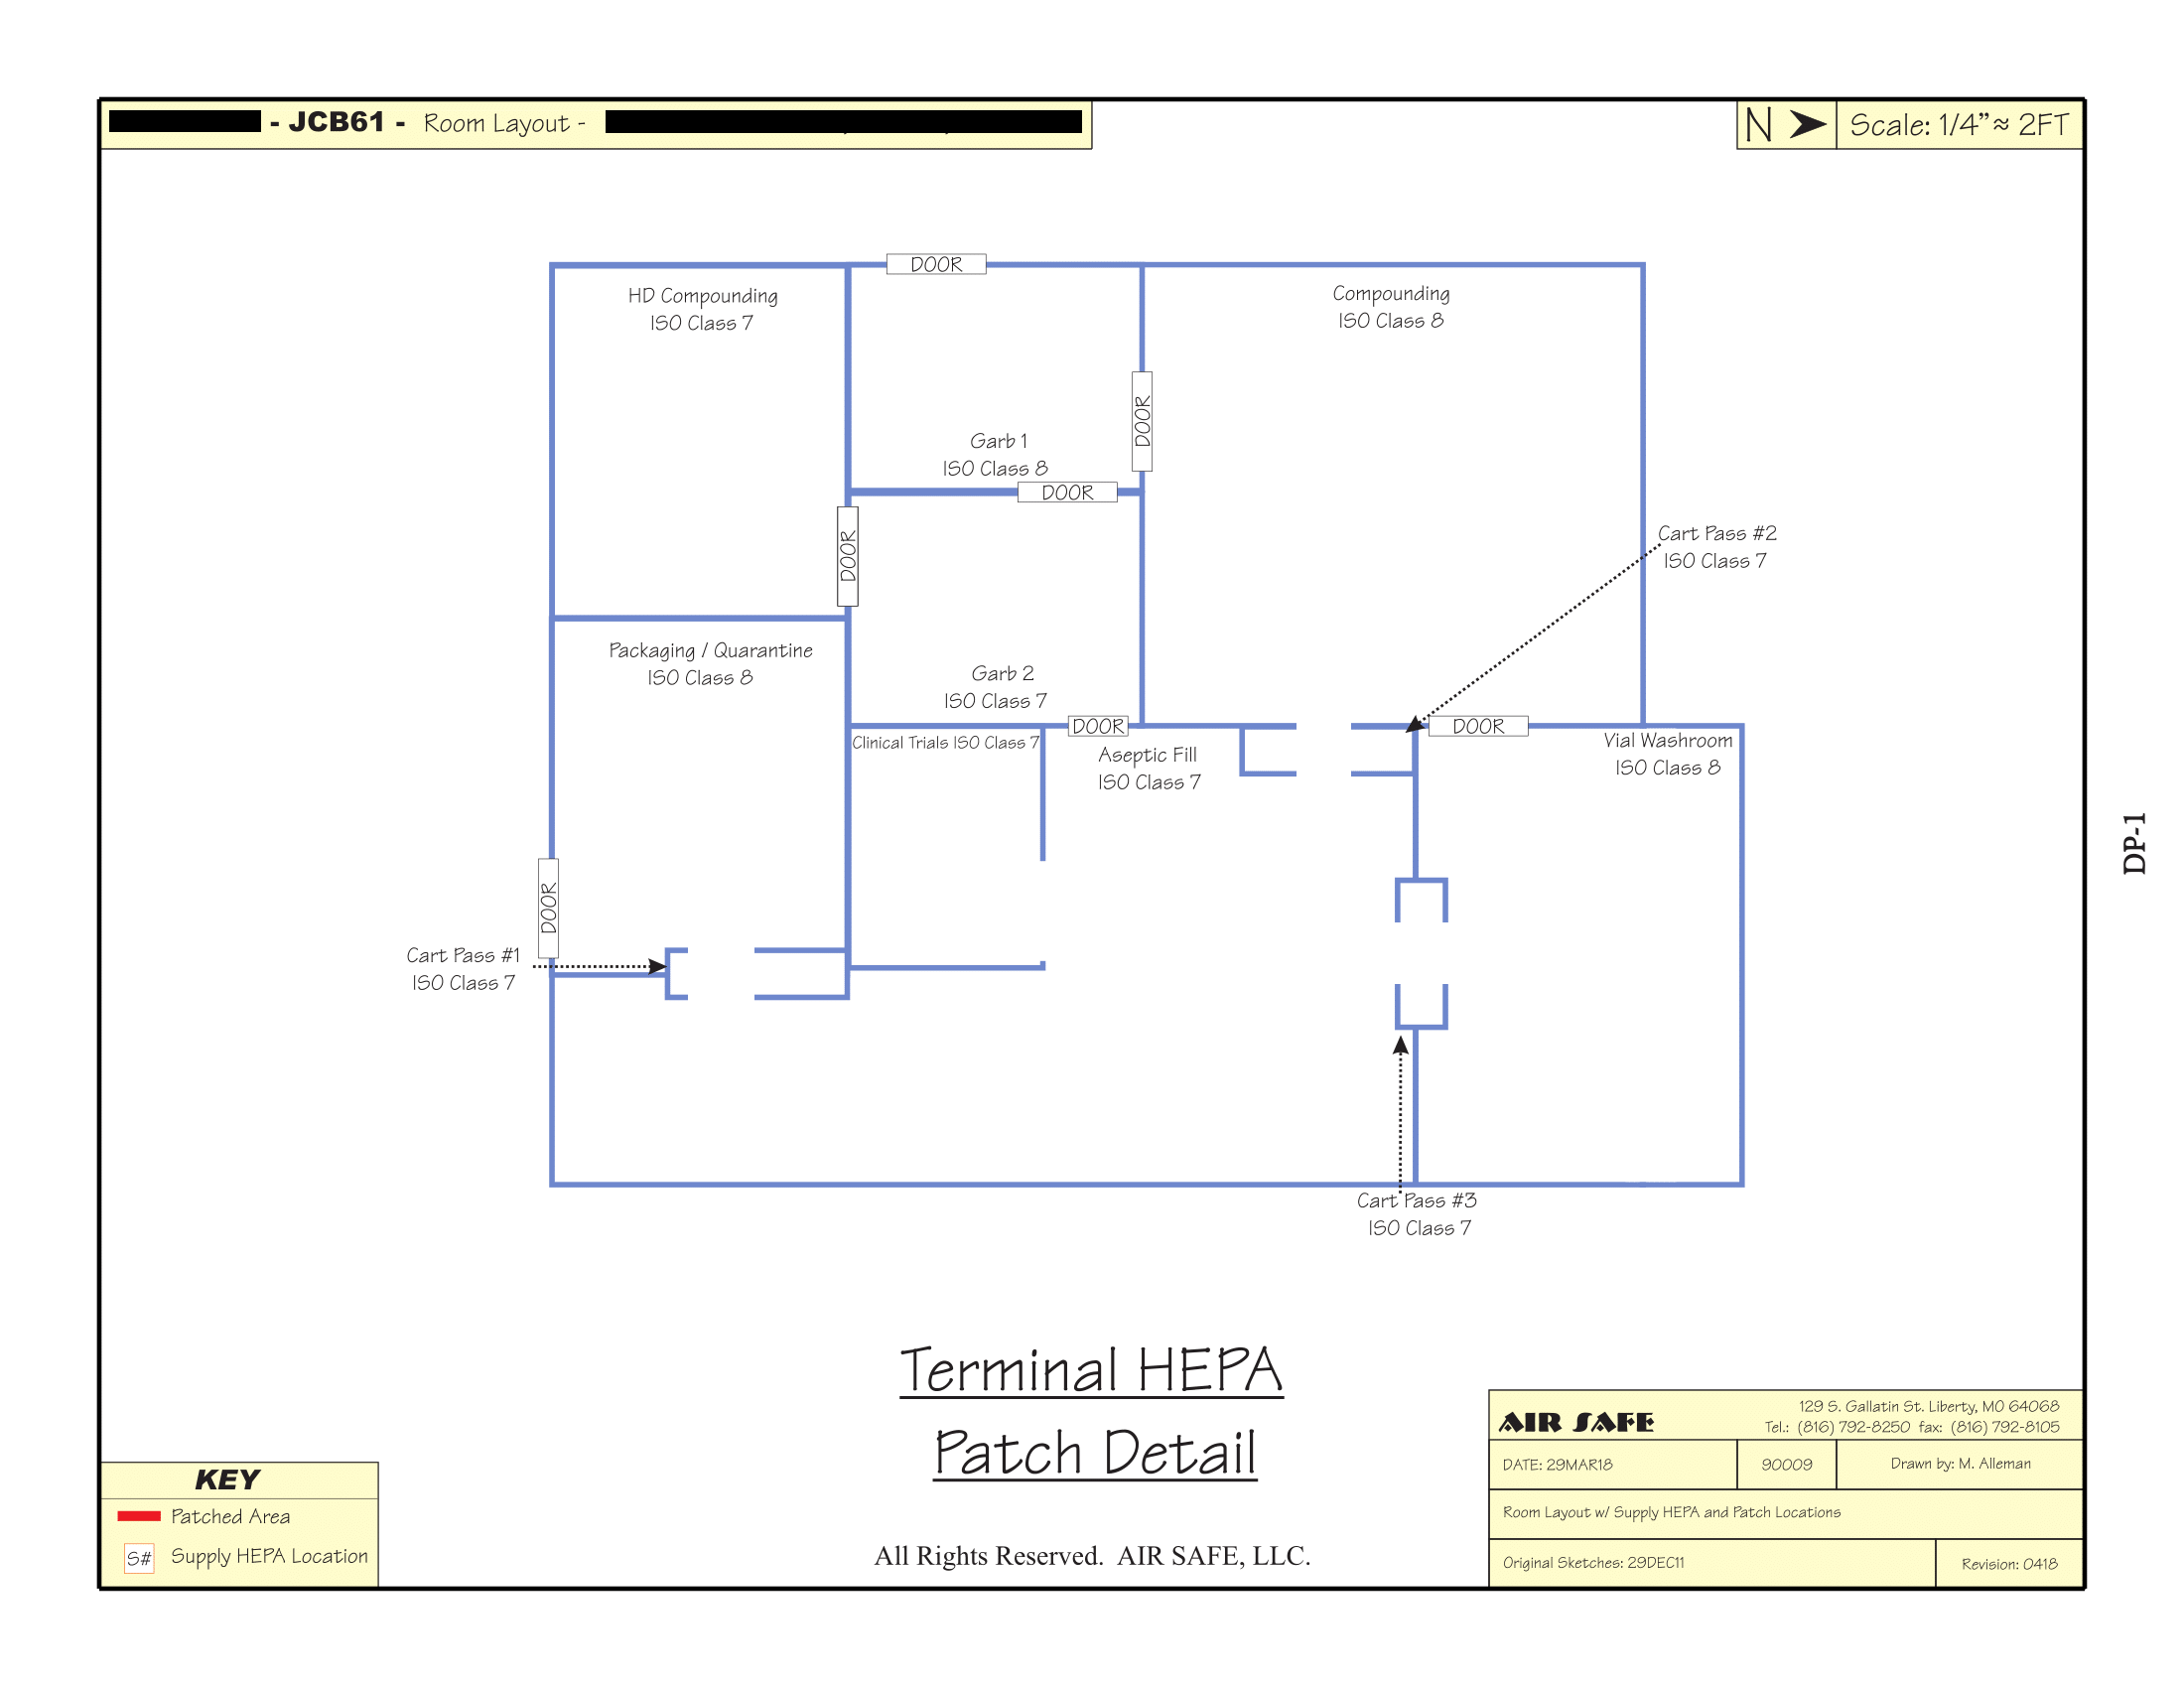 - JCB61 - Room Layout -
N
Scale: 1/4”≈ 2FT
DOOR
HD Compounding
ISO Class 7
Compounding
ISO Class 8
DOOR
Garb 1
ISO Class 8
DOOR
DOOR
Cart Pass #2
ISO Class 7
Packaging / Quarantine
ISO Class 8
Garb 2
ISO Class 7
DOOR
DOOR
Clinical Trials ISO Class 7
Aseptic Fill
ISO Class 7
Vial Washroom
ISO Class 8
DP-1
DOOR
Cart Pass #1
ISO Class 7
Cart Pass #3
ISO Class 7
Terminal HEPA
Patch Detail
All Rights Reserved. AIR SAFE, LLC.
KEY
Patched Area
S# Supply HEPA Location
AIR SAFE
129 S. Gallatin St. Liberty, MO 64068
Tel.: (816) 792-8250 fax: (816) 792-8105
DATE: 29MAR18
90009
Drawn by: M. Alleman
Room Layout w/ Supply HEPA and Patch Locations
Original Sketches: 29DEC11
Revision: 0418